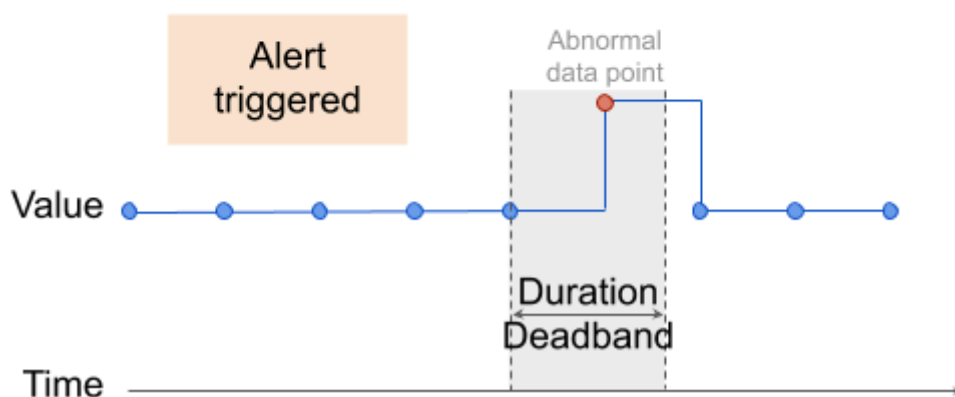 Alert
triggered
Abnormal
data point
Value
Duration
Deadband
Time